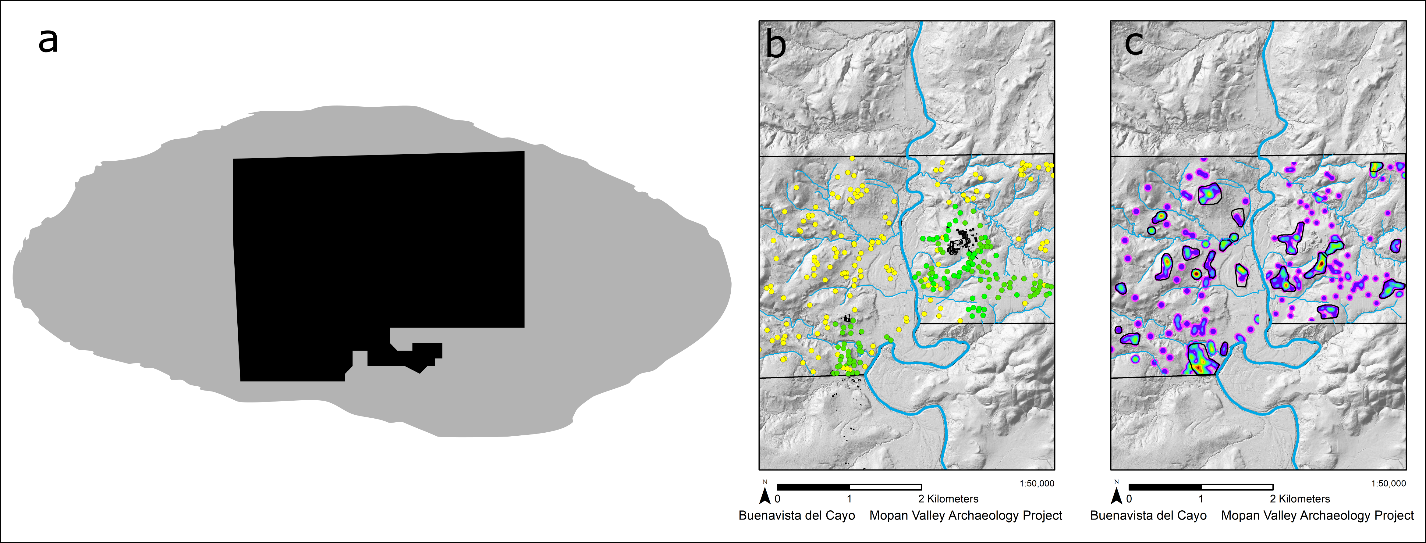 a
b
c
N
0 1 2 Kilometers
1:50,000
Buenavista del Cayo Mopan Valley Archaeology Project
N
0 1 2 Kilometers
1:50,000
Buenavista del Cayo Mopan Valley Archaeology Project